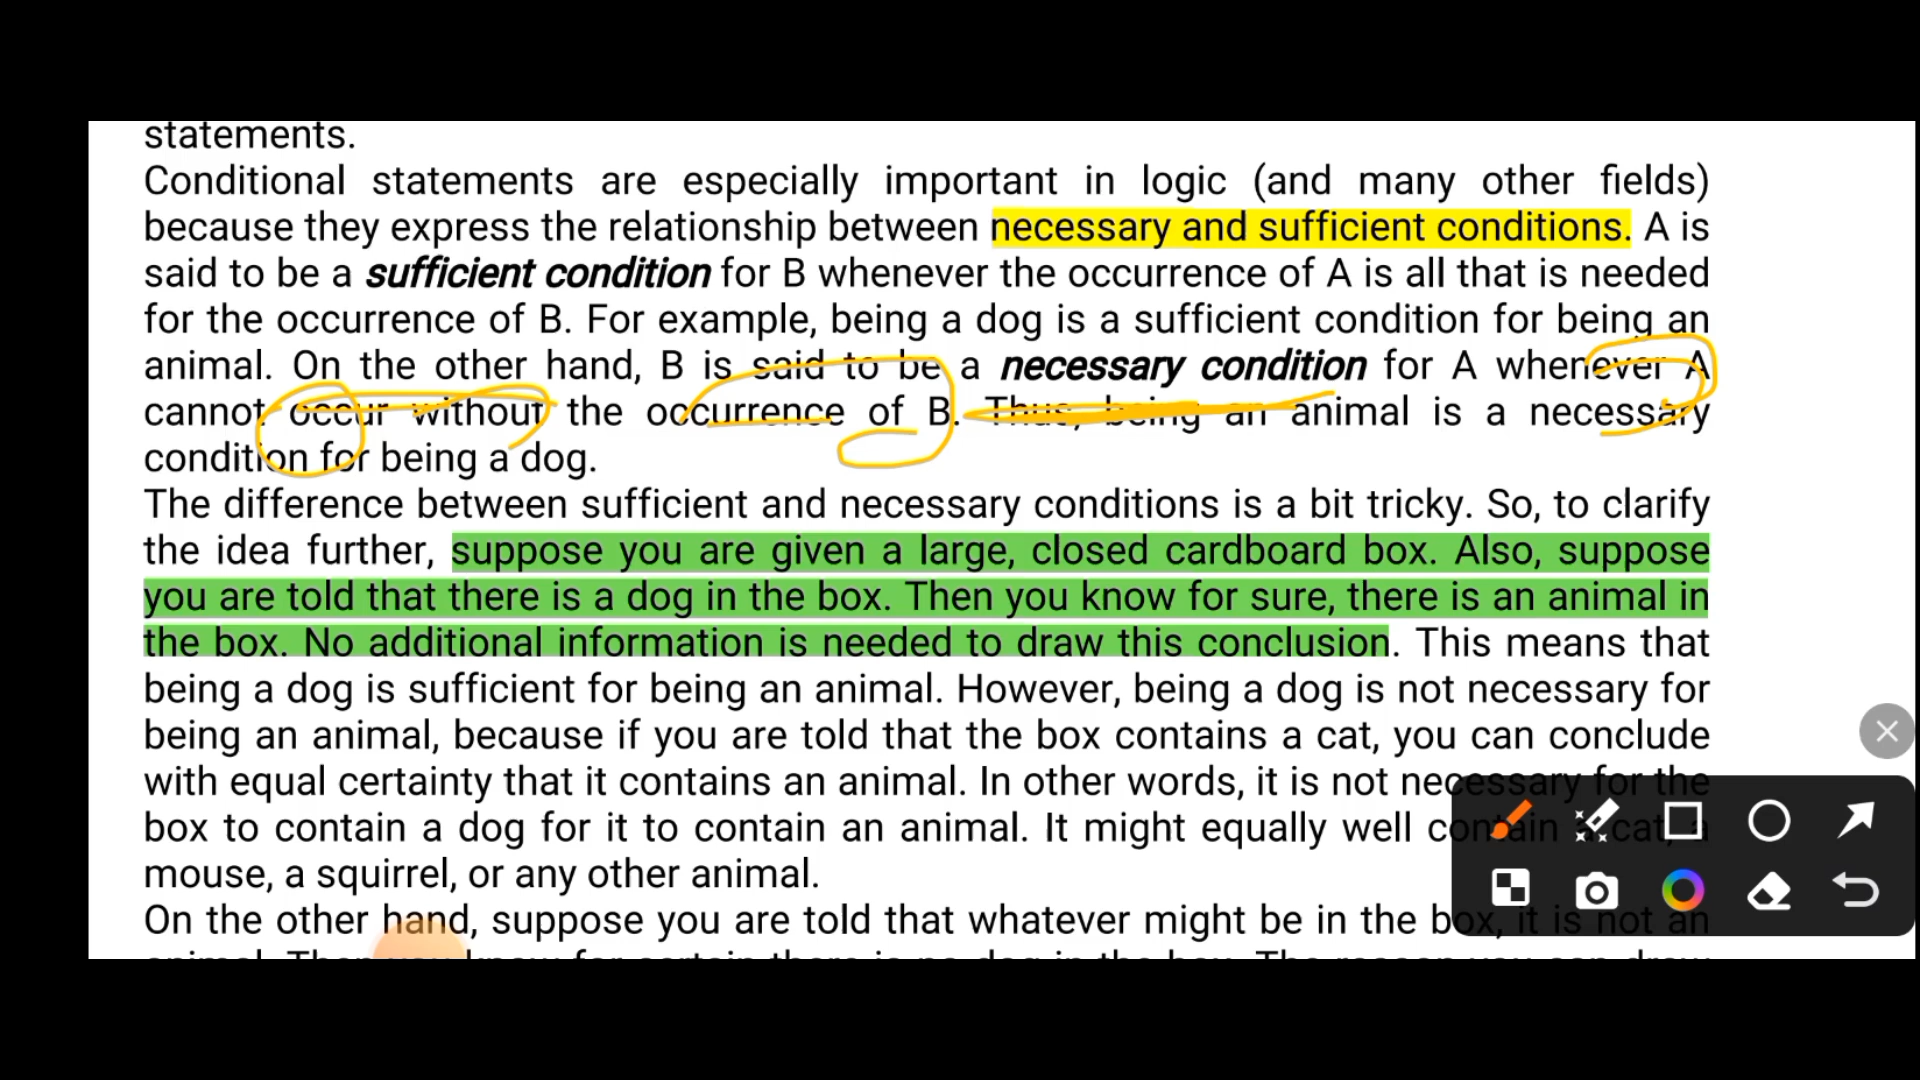 statements.
Conditional statements are especially important in logic (and many other fields)
because they express the relationship between necessary and sufficient conditions. A is
said to be a sufficient condition for B whenever the occurrence of A is all that is needed
for the occurrence of B. For example, being a dog is a sufficient condition for being an
animal. On the other hand, B is said to be a necessary condition for A whenever A
cannot occur without the occurrence of B. Thus, being an animal is a necessary
condition for being a dog.
The difference between sufficient and necessary conditions is a bit tricky. So, to clarify
the idea further, suppose you are given a large, closed cardboard box. Also, suppose
you are told that there is a dog in the box. Then you know for sure, there is an animal in
the box. No additional information is needed to draw this conclusion. This means that
being a dog is sufficient for being an animal. However, being a dog is not necessary for
being an animal, because if you are told that the box contains a cat, you can conclude
with equal certainty that it contains an animal. In other words, it is not necessary for the
box to contain a dog for it to contain an animal. It might equally well contain a cat, a
mouse, a squirrel, or any other animal.
On the other hand, suppose you are told that whatever might be in the box, it is not an